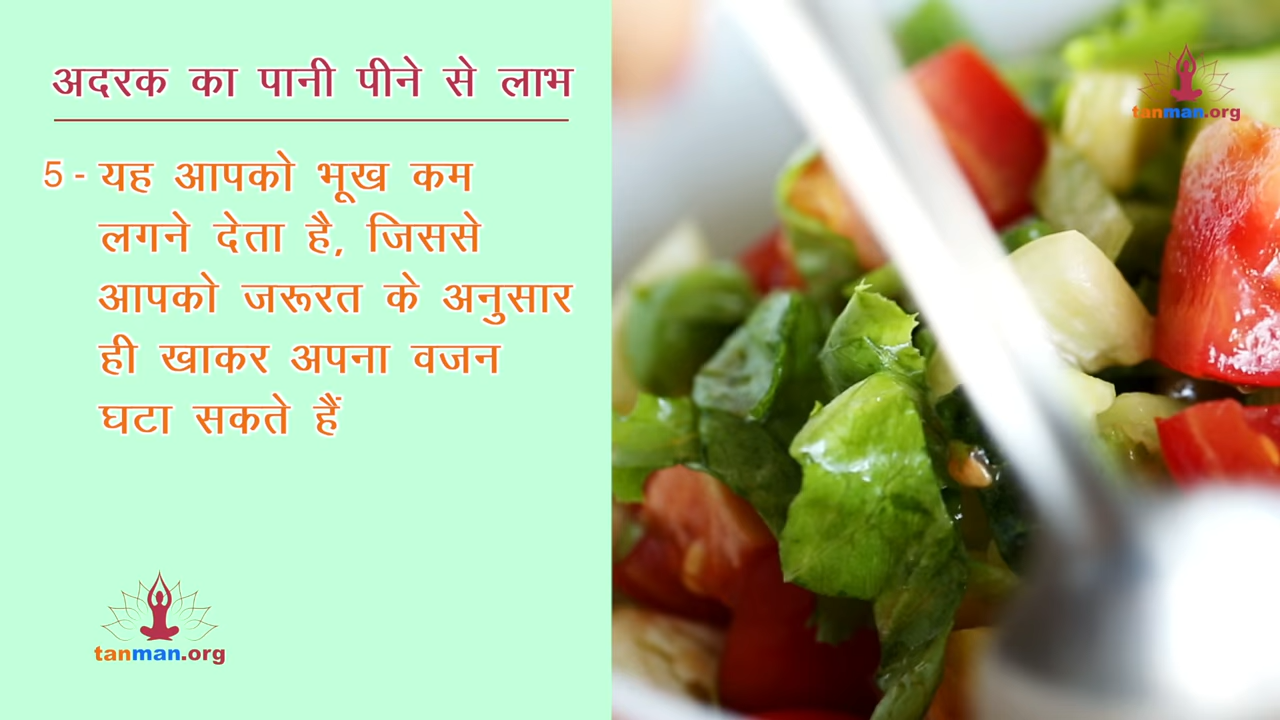 अदरक का पानी पीने से लाभ
5 - यह आपको भूख कम
लगने देता है, जिससे
आपको जरूरत के अनुसार
ही खाकर अपना वजन
घटा सकते हैं
tanman.org
tanman.org